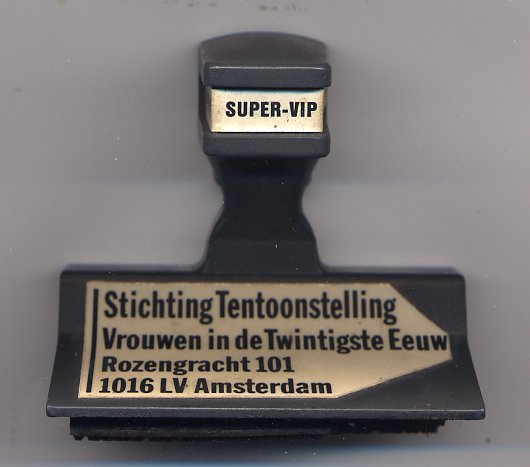 SUPER-VIP
Stichting Tentoonstelling
Vrouwen in de Twintigste Eeuw
Rozengracht 101
1016 LV Amsterdam